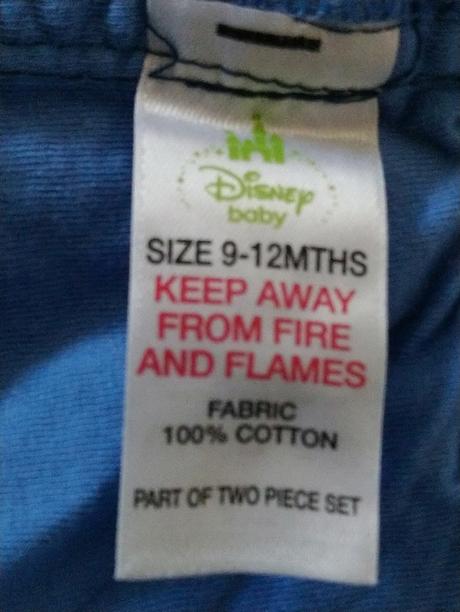 Disney
baby
SIZE 9-12MTHS
KEEP AWAY
FROM FIRE
AND FLAMES
FABRIC
100% COTTON
PART OF TWO PIECE SET